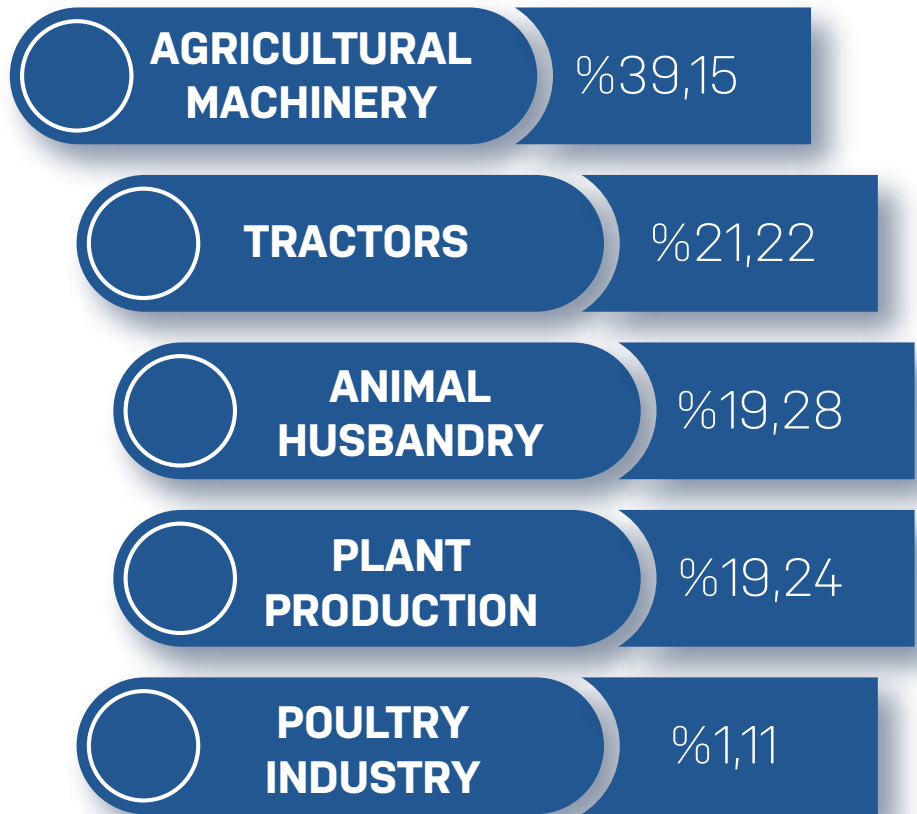 AGRICULTURAL
MACHINERY
%39,15
TRACTORS
%21,22
ANIMAL
HUSBANDRY
%19,28
PLANT
PRODUCTION
%19,24
POULTRY
INDUSTRY
%1,11